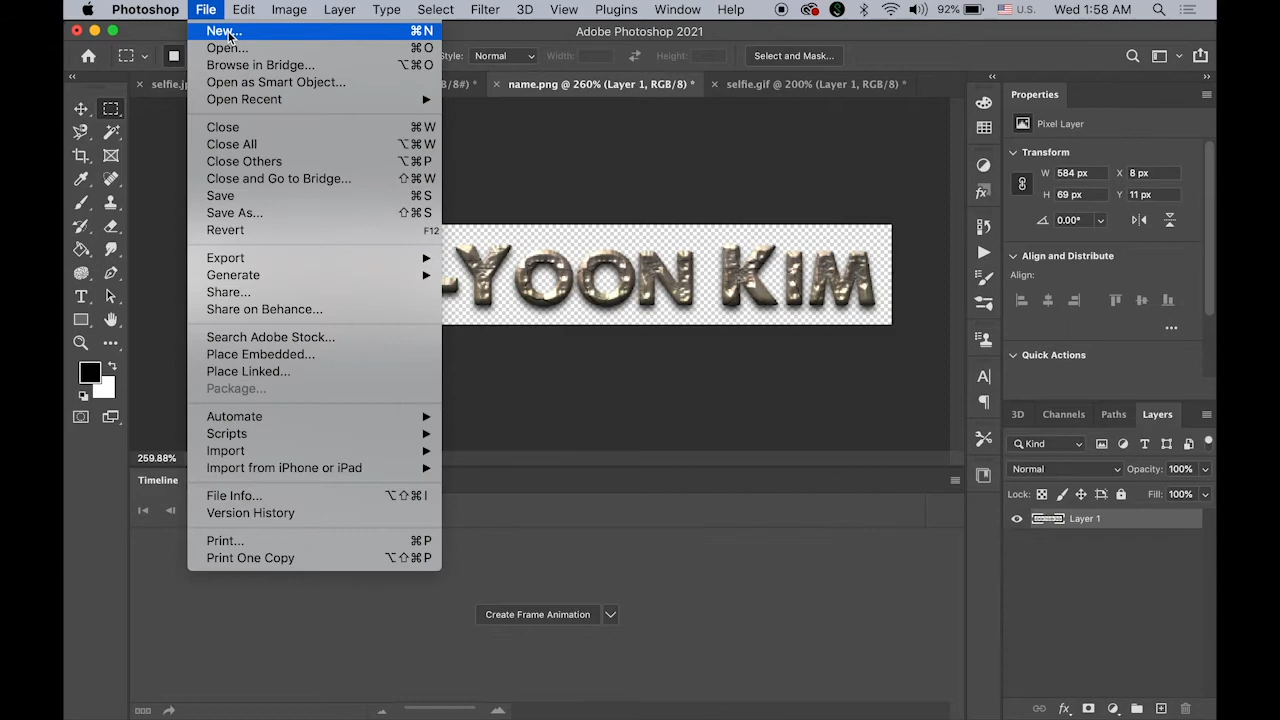 Photoshop File Edit Image Layer Type Select Filter 3D View Plugins Window Help 92% U.S. Wed 1:58 AM
Adobe Photoshop 2021
Style: Normal Width: Height: Select and Mask...
selfie.jp B/8#) * name.png @ 260% (Layer 1, RGB/8) * selfie.gif @ 200% (Layer 1, RGB/8) *
New... ⌘N
Open... ⌘O
Browse in Bridge... ⌥⌘O
Open as Smart Object...
Open Recent
Close ⌘W
Close All ⌥⌘W
Close Others ⌥⌘P
Close and Go to Bridge... ⇧⌘W
Save ⌘S
Save As... ⇧⌘S
Revert F12
Export
Generate
Share...
Share on Behance...
Search Adobe Stock...
Place Embedded...
Place Linked...
Package...
Automate
Scripts
Import
Import from iPhone or iPad
File Info... ⌥⇧⌘I
Version History
Print... ⌘P
Print One Copy ⌥⇧⌘P
-Yoon Kim
259.88%
Timeline
Create Frame Animation
Properties
Pixel Layer
Transform
W 584 px X 8 px
H 69 px Y 11 px
0.00°
Align and Distribute
Align:
Quick Actions
3D Channels Paths Layers
Kind
Normal Opacity: 100%
Lock: Fill: 100%
Layer 1